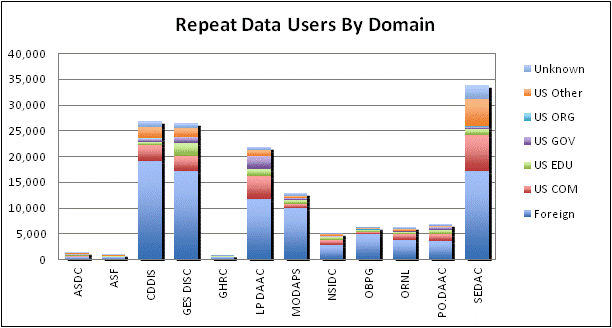 Repeat Data Users By Domain
40,000
35,000
30,000
25,000
20,000
15,000
10,000
5,000
0
ASDC
ASF
CDDIS
GES DISC
GHRC
LP DAAC
MODAPS
NSIDC
OBPG
ORNL
PO.DAAC
SEDAC
Unknown
US Other
US ORG
US GOV
US EDU
US COM
Foreign